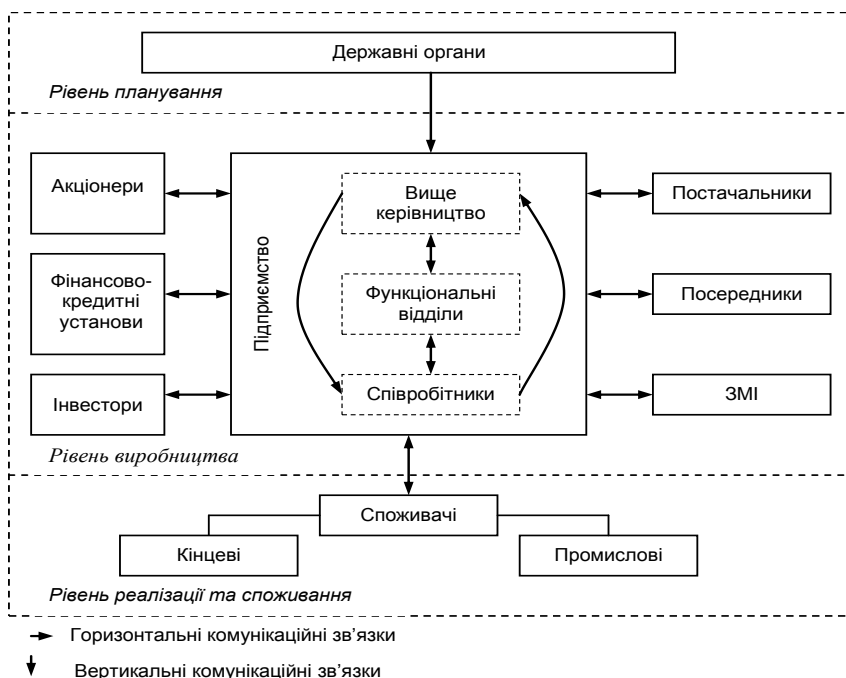 Державні органи
Рівень планування
Акціонери
Фінансово-
кредитні
установи
Інвестори
Підприємство
Вище
керівництво
Функціональні
відділи
Співробітники
Постачальники
Посередники
ЗМІ
Рівень виробництва
Споживачі
Кінцеві
Промислові
Рівень реалізації та споживання
Горизонтальні комунікаційні зв’язки
Вертикальні комунікаційні зв’язки